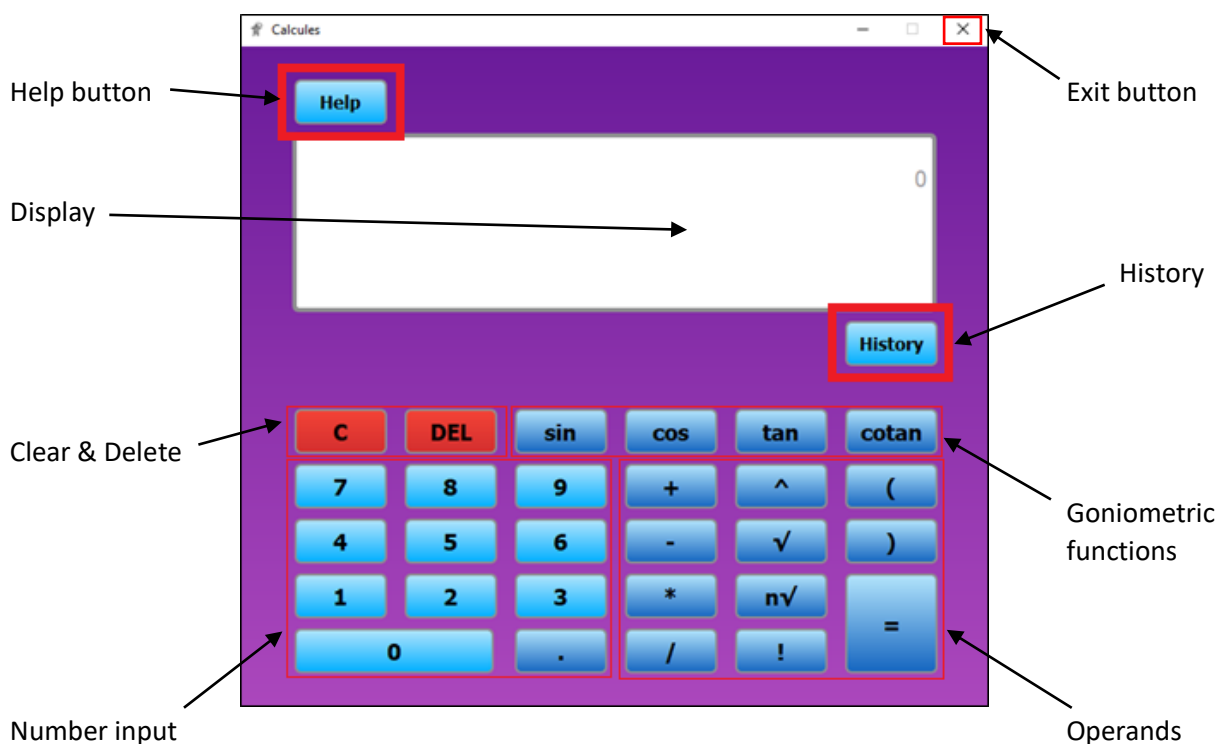 Calcules
Help button
Help
Exit button
0
Display
History
History
Clear & Delete
C DEL sin cos tan cotan
7 8 9 + ^ (
4 5 6 - √ )
1 2 3 * n√
=
0 . / !
Goniometric
functions
Number input
Operands